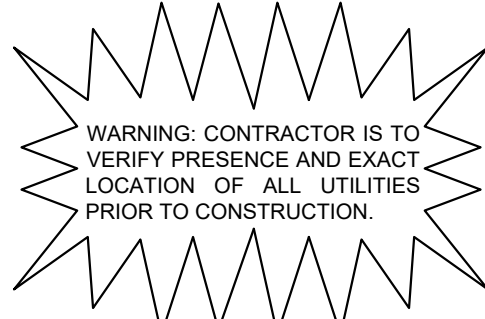 WARNING: CONTRACTOR IS TO
VERIFY PRESENCE AND EXACT
LOCATION OF ALL UTILITIES
PRIOR TO CONSTRUCTION.